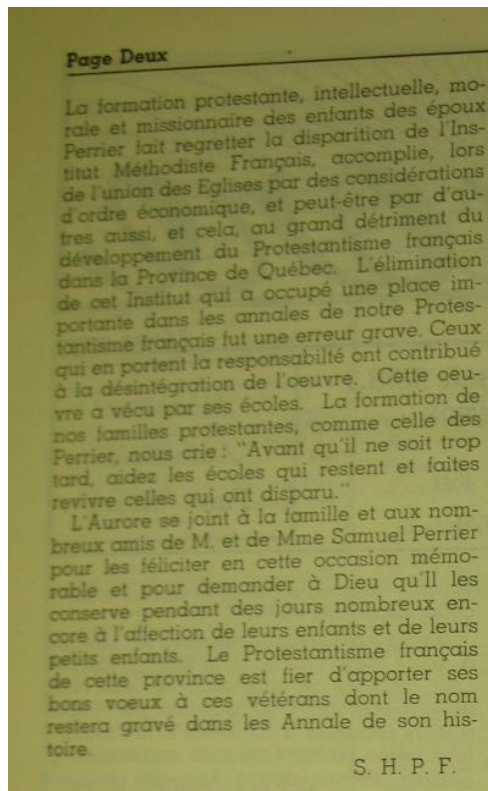 Page Deux
La formation protestante, intellectuelle, mo-
rale et missionnaire des enfants des époux
Perrier fait regretter la disparition de l'Ins-
titut Méthodiste Français, accomplie, lors
de l'union des Eglises par des considérations
d'ordre économique, et peut-être par d'au-
tres aussi, et cela, au grand détriment du
développement du Protestantisme français
dans la Province de Québec. L'élimination
de cet Institut qui a occupé une place im-
portante dans les annales de notre Protes-
tantisme français fut une erreur grave. Ceux
qui en portent la responsabilté ont contribué
à la désintégration de l'oeuvre. Cette oeu-
vre a vécu par ses écoles. La formation de
nos familles protestantes, comme celle des
Perrier, nous crie : "Avant qu'il ne soit trop
tard, aidez les écoles qui restent et faites
revivre celles qui ont disparu."
L'Aurore se joint à la famille et aux nom-
breux amis de M. et de Mme Samuel Perrier
pour les féliciter en cette occasion mémo-
rable et pour demander à Dieu qu'Il les
conserve pendant des jours nombreux en-
core à l'affection de leurs enfants et de leurs
petits enfants. Le Protestantisme français
de cette province est fier d'apporter ses
bons voeux à ces vétérans dont le nom
restera gravé dans les Annale de son his-
toire.
S. H. P. F.